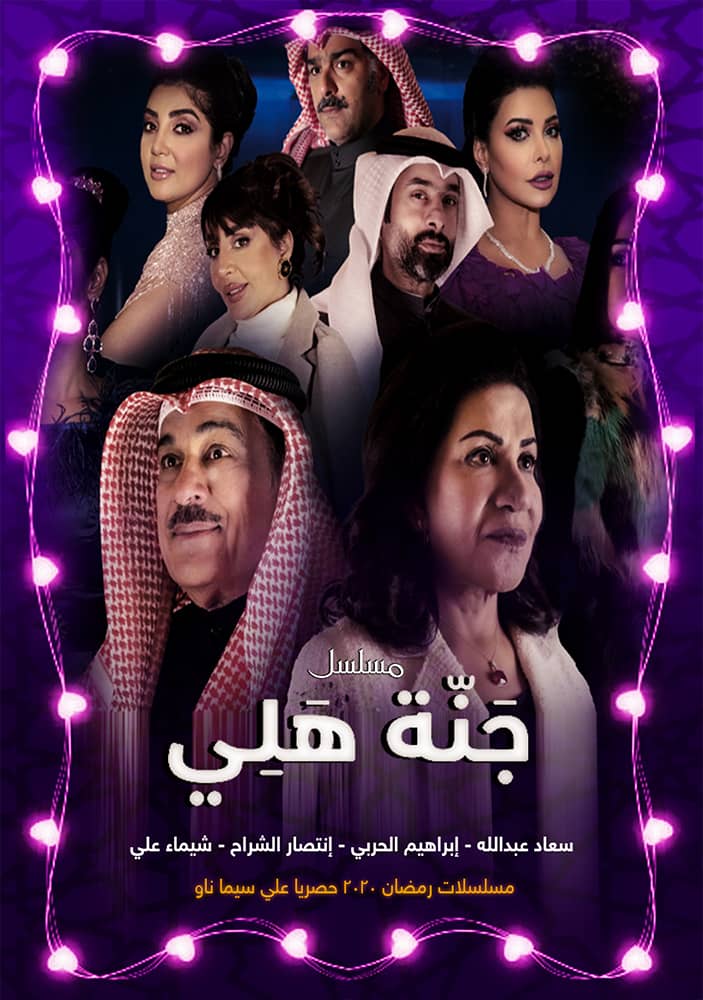 مسلسل
جَنّة هَلِي
سعاد عبدالله - إبراهيم الحربي - إنتصار الشراح - شيماء علي
مسلسلات رمضان ٢٠٢٠ حصريا علي سيما ناو